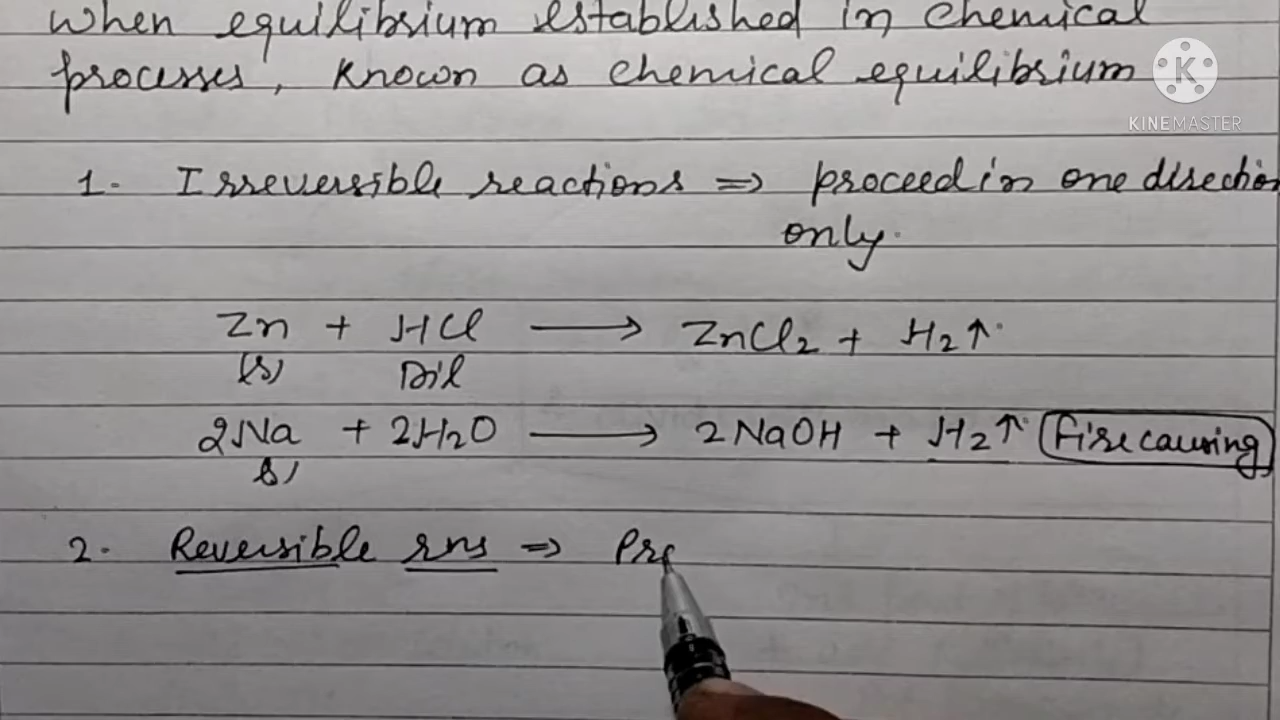 When equilibrium established in chemical
processes, Known as chemical equilibrium
KINEMASTER
1. Irreversible reactions ⇒ proceed in one direction
only.
Zn + HCl ⟶ ZnCl₂ + H₂↑
(s) Dil
2Na + 2H₂O ⟶ 2NaOH + H₂↑ Fire causing
(s)
2. Reversible rns ⇒ Pro